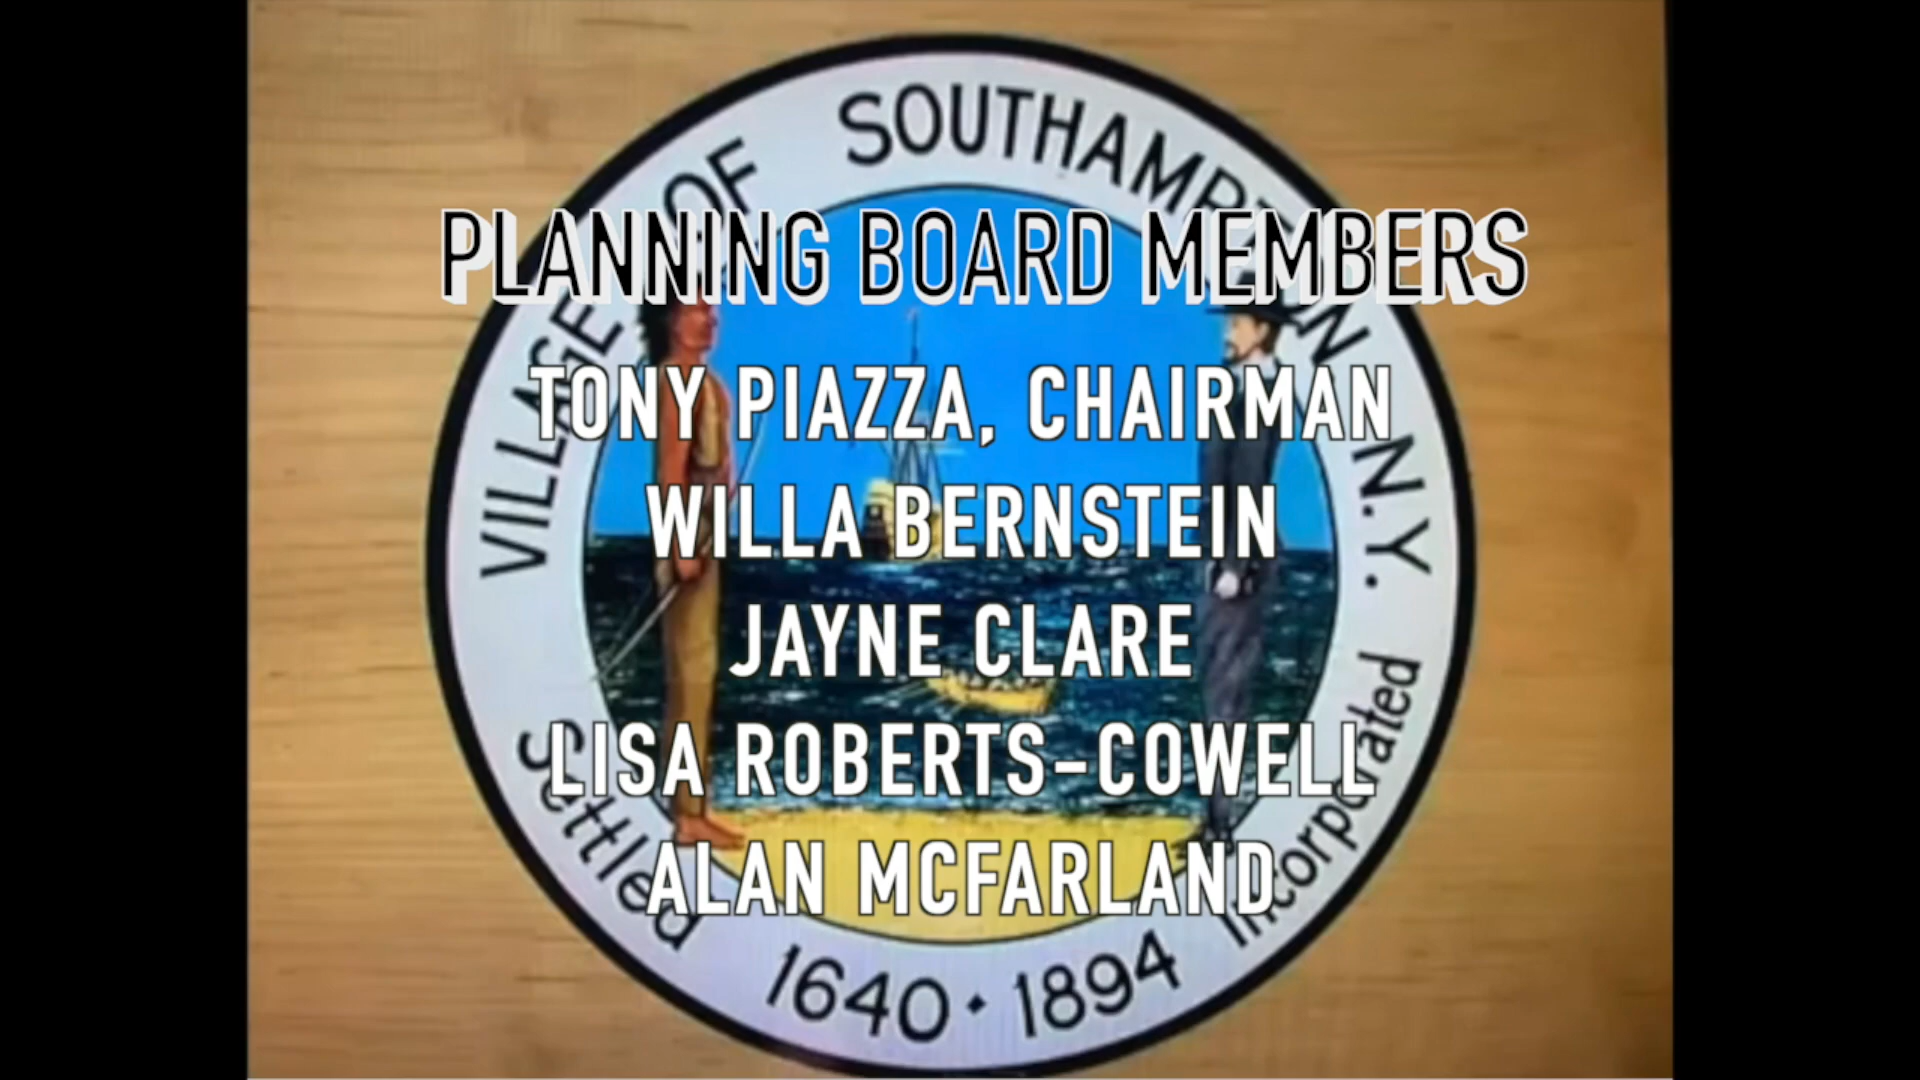 VILLAGE OF SOUTHAMPTON N.Y.
PLANNING BOARD MEMBERS
TONY PIAZZA, CHAIRMAN
WILLA BERNSTEIN
JAYNE CLARE
LISA ROBERTS-COWELL
ALAN MCFARLAND
Settled 1640 • 1894 Incorporated